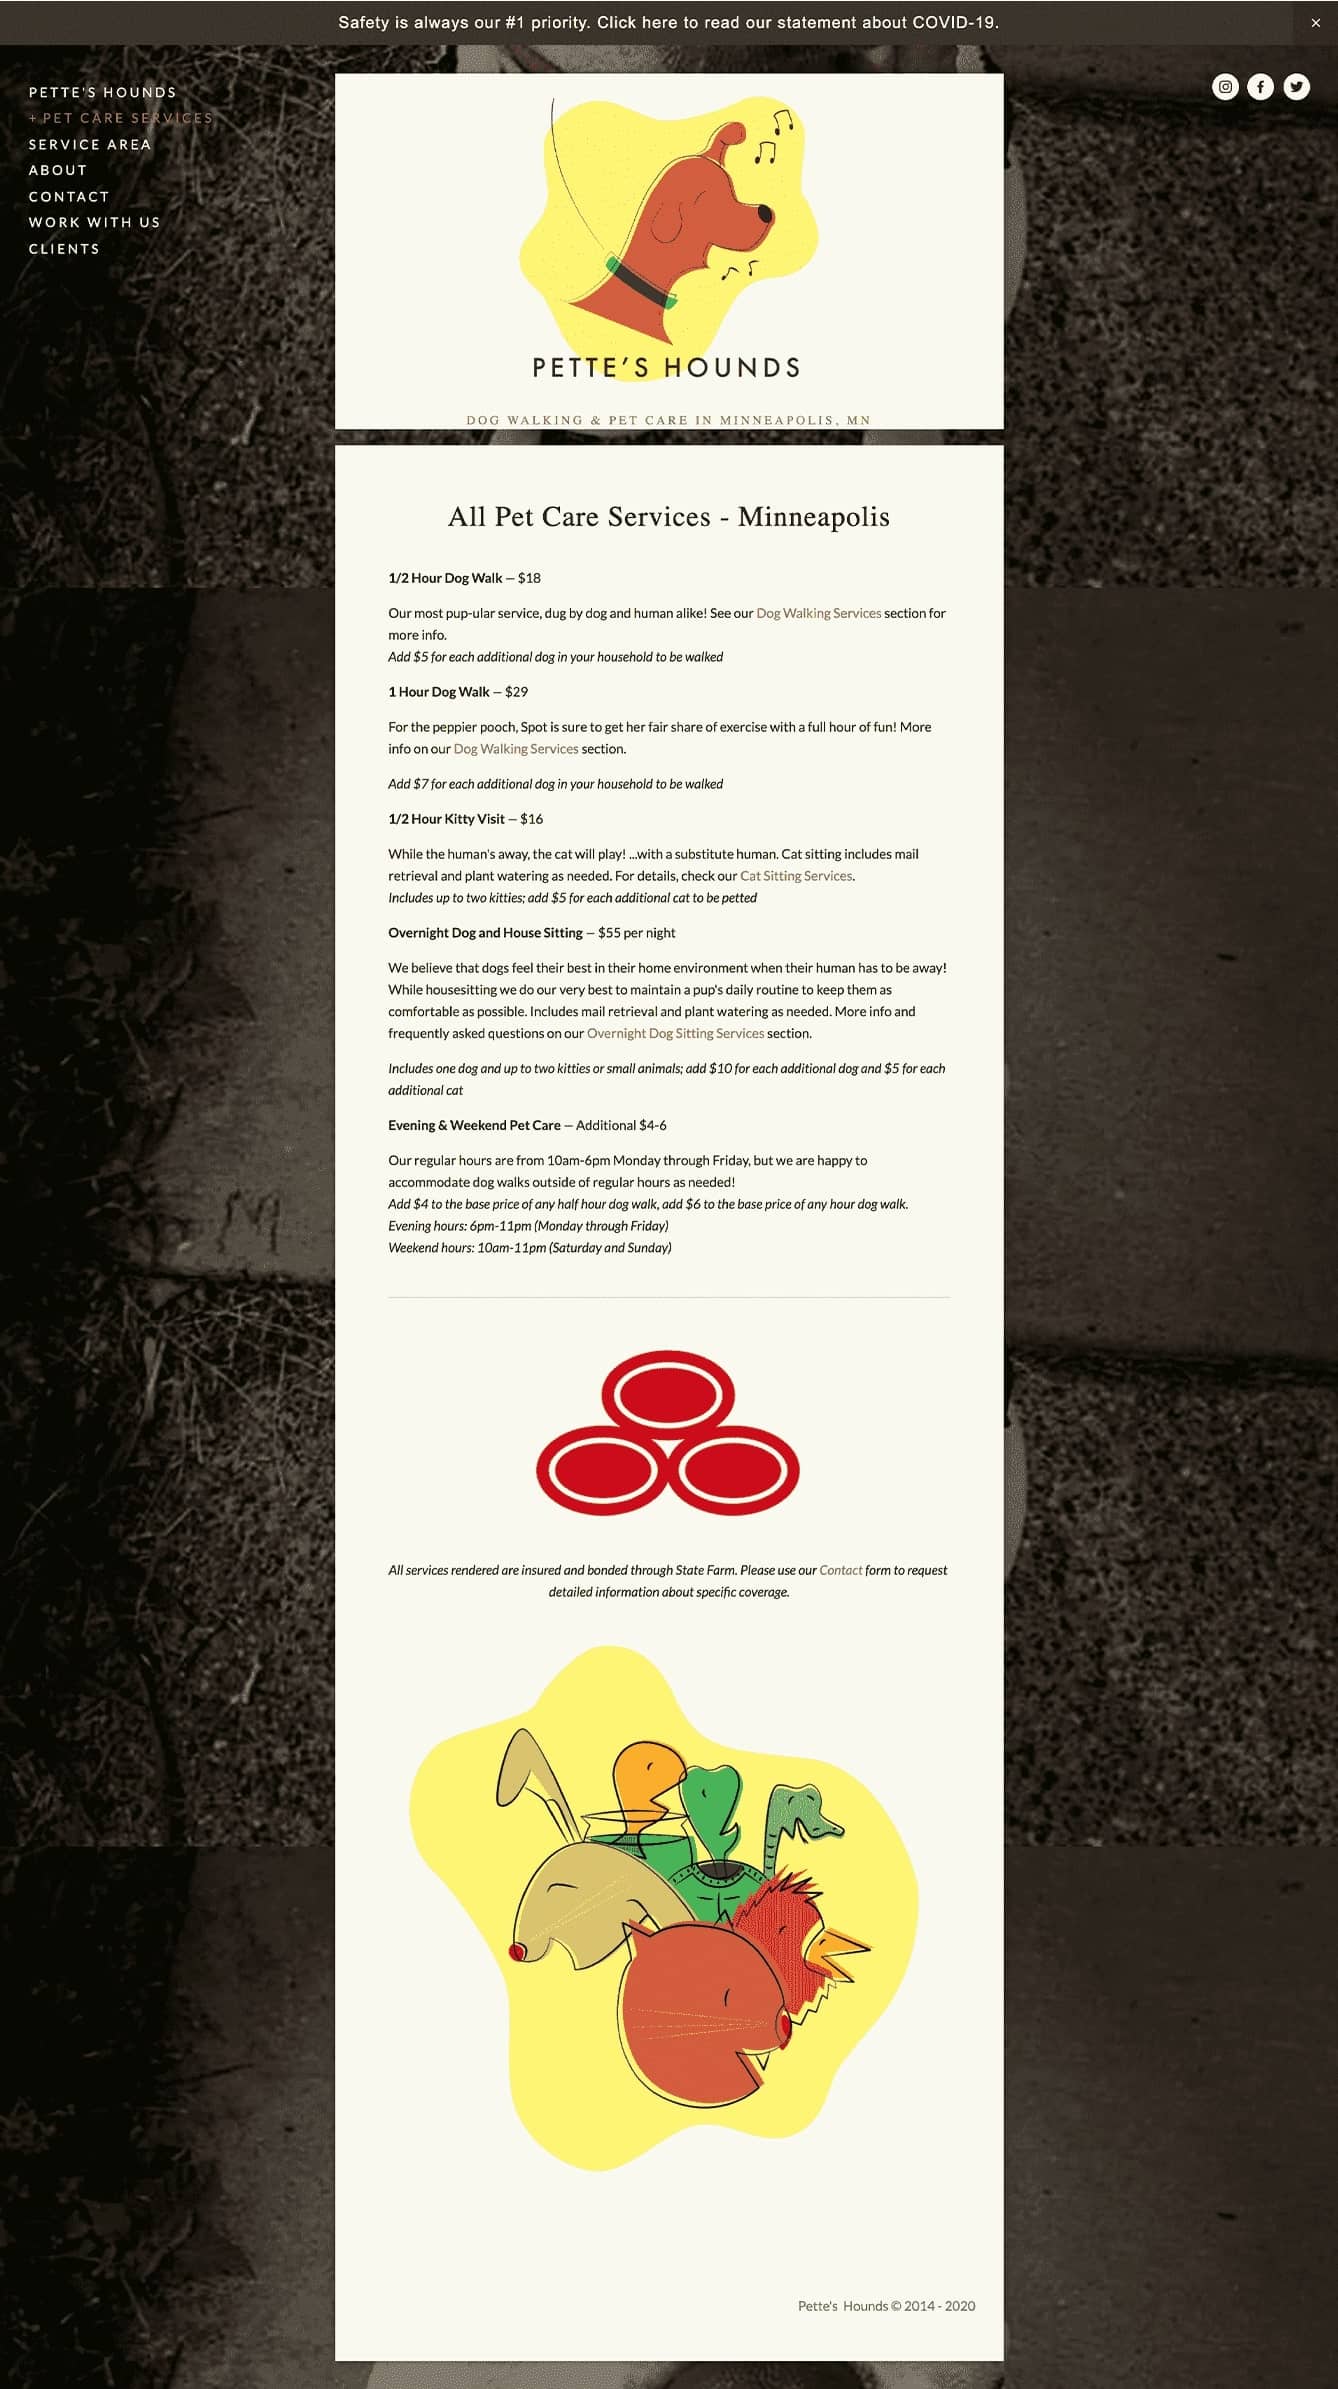 Safety is always our #1 priority. Click here to read our statement about COVID-19.
PETTE'S HOUNDS
+ PET CARE SERVICES
SERVICE AREA
ABOUT
CONTACT
WORK WITH US
CLIENTS
PETTE'S HOUNDS
DOG WALKING & PET CARE IN MINNEAPOLIS, MN
All Pet Care Services - Minneapolis
1/2 Hour Dog Walk — $18
Our most pup-ular service, dug by dog and human alike! See our Dog Walking Services section for
more info.
Add $5 for each additional dog in your household to be walked
1 Hour Dog Walk — $29
For the peppier pooch, Spot is sure to get her fair share of exercise with a full hour of fun! More
info on our Dog Walking Services section.
Add $7 for each additional dog in your household to be walked
1/2 Hour Kitty Visit — $16
While the human's away, the cat will play! ...with a substitute human. Cat sitting includes mail
retrieval and plant watering as needed. For details, check our Cat Sitting Services.
Includes up to two kitties; add $5 for each additional cat to be petted
Overnight Dog and House Sitting — $55 per night
We believe that dogs feel their best in their home environment when their human has to be away!
While housesitting we do our very best to maintain a pup's daily routine to keep them as
comfortable as possible. Includes mail retrieval and plant watering as needed. More info and
frequently asked questions on our Overnight Dog Sitting Services section.
Includes one dog and up to two kitties or small animals; add $10 for each additional dog and $5 for each
additional cat
Evening & Weekend Pet Care — Additional $4-6
Our regular hours are from 10am-6pm Monday through Friday, but we are happy to
accommodate dog walks outside of regular hours as needed!
Add $4 to the base price of any half hour dog walk, add $6 to the base price of any hour dog walk.
Evening hours: 6pm-11pm (Monday through Friday)
Weekend hours: 10am-11pm (Saturday and Sunday)
All services rendered are insured and bonded through State Farm. Please use our Contact form to request
detailed information about specific coverage.
Pette's Hounds © 2014 - 2020